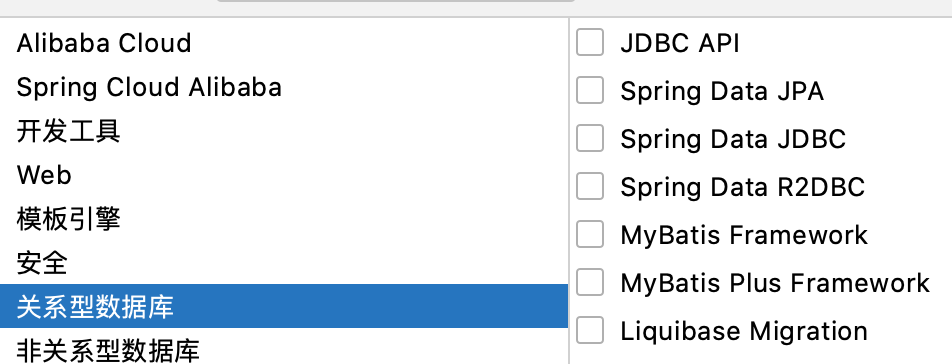 Alibaba Cloud
Spring Cloud Alibaba
开发工具
Web
模板引擎
安全
关系型数据库
非关系型数据库
JDBC API
Spring Data JPA
Spring Data JDBC
Spring Data R2DBC
MyBatis Framework
MyBatis Plus Framework
Liquibase Migration